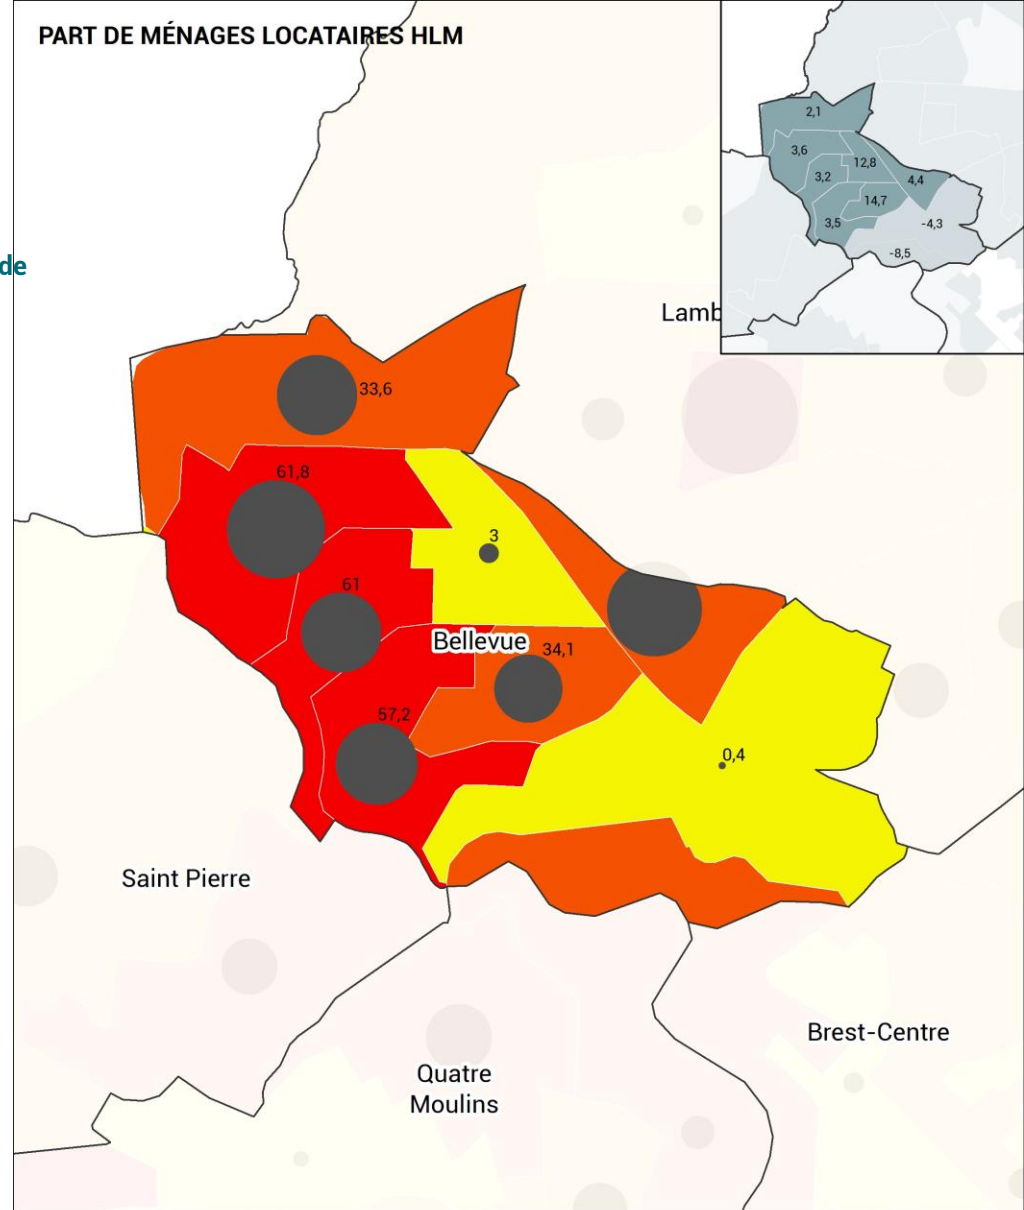 PART DE MÉNAGES LOCATAIRES HLM
2,1
3,6
12,8
3,2
4,4
14,7
3,5
-4,3
-8,5
de
Lamb
33,6
61,8
3
61
Bellevue
34,1
57,2
0,4
Saint Pierre
Brest-Centre
Quatre
Moulins